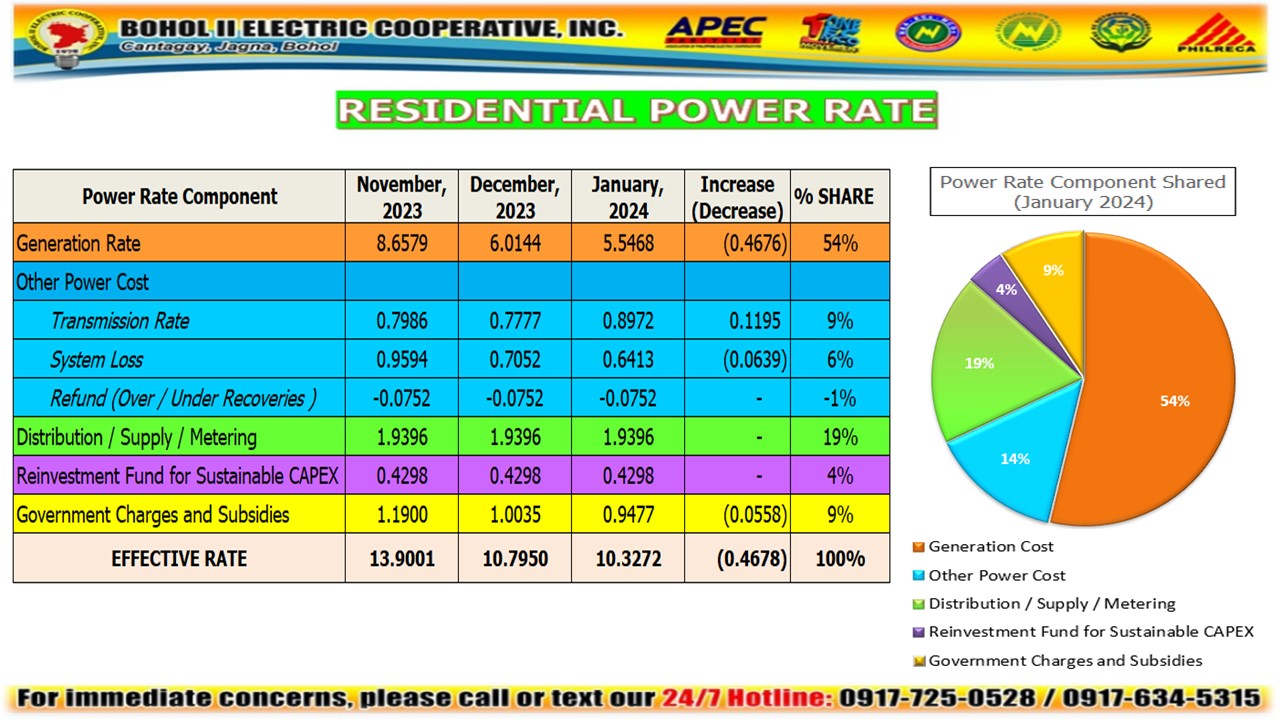 BOHOL II ELECTRIC COOPERATIVE, INC.
Cantagay, Jagna, Bohol
APEC
PARTYLIST
ASSOCIATION OF PHILIPPINE ELECTRIC COOPERATIVES
PHILRECA
1978
RESIDENTIAL POWER RATE
Power Rate Component November, 2023 December, 2023 January, 2024 Increase (Decrease) % SHARE
Generation Rate 8.6579 6.0144 5.5468 (0.4676) 54%
Other Power Cost
Transmission Rate 0.7986 0.7777 0.8972 0.1195 9%
System Loss 0.9594 0.7052 0.6413 (0.0639) 6%
Refund (Over / Under Recoveries ) -0.0752 -0.0752 -0.0752 - -1%
Distribution / Supply / Metering 1.9396 1.9396 1.9396 - 19%
Reinvestment Fund for Sustainable CAPEX 0.4298 0.4298 0.4298 - 4%
Government Charges and Subsidies 1.1900 1.0035 0.9477 (0.0558) 9%
EFFECTIVE RATE 13.9001 10.7950 10.3272 (0.4678) 100%
Power Rate Component Shared
(January 2024)
9%
4%
19%
54%
14%
Generation Cost
Other Power Cost
Distribution / Supply / Metering
Reinvestment Fund for Sustainable CAPEX
Government Charges and Subsidies
For immediate concerns, please call or text our 24/7 Hotline: 0917-725-0528 / 0917-634-5315